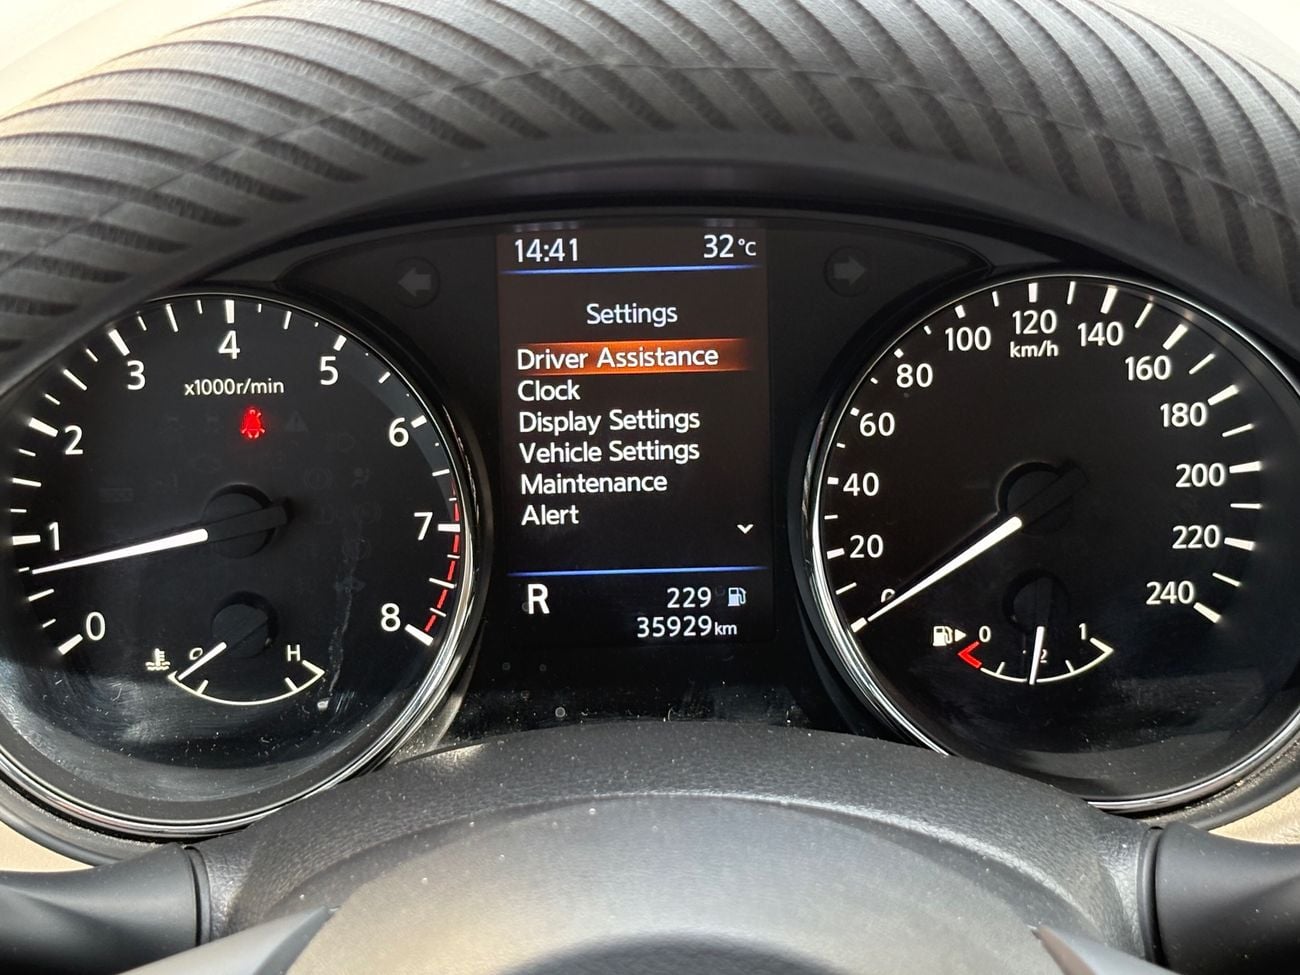 14:41 32°C
Settings
Driver Assistance
Clock
Display Settings
Vehicle Settings
Maintenance
Alert
R 229
35929km
0
1
2
3
4
5
6
7
8
x1000r/min
C H
0
20
40
60
80
100
120
140
160
180
200
220
240
km/h
0 1